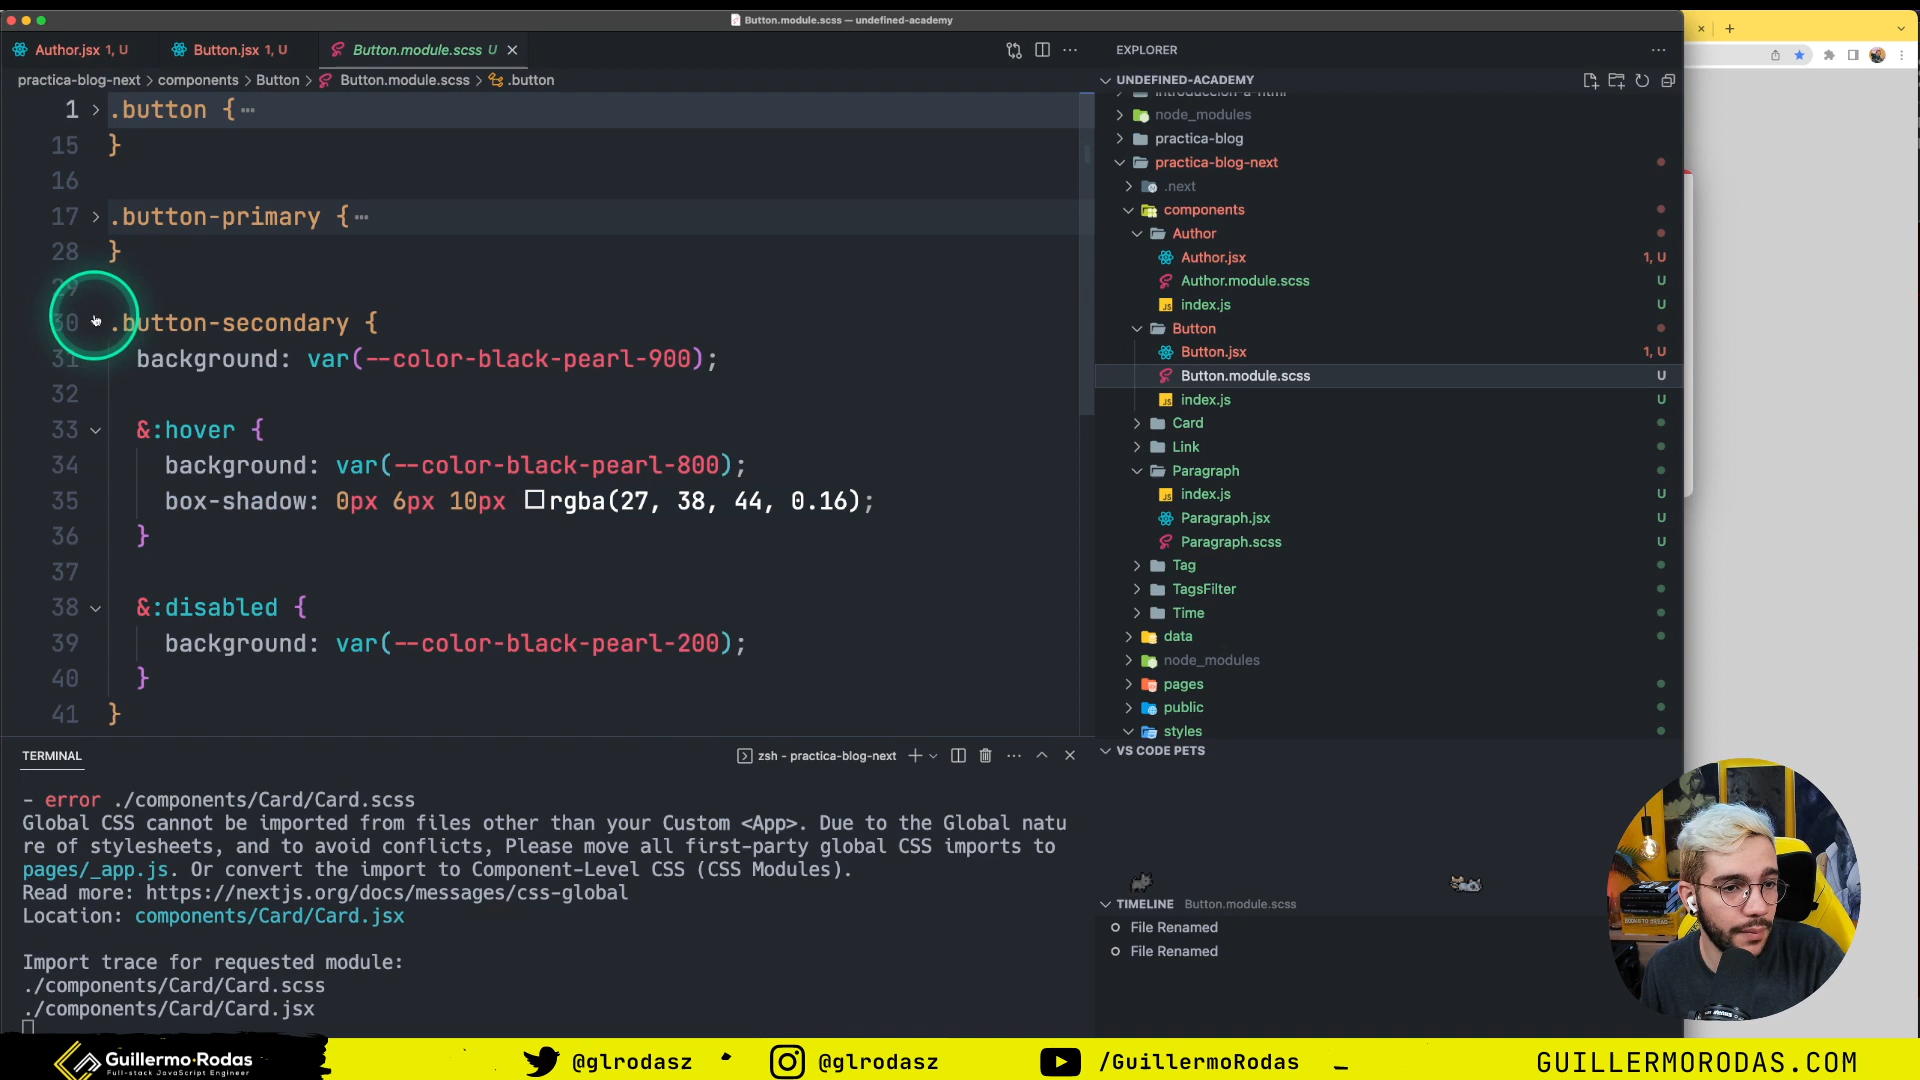 Button.module.scss — undefined-academy
Author.jsx 1, U
Button.jsx 1, U
Button.module.scss U
practica-blog-next > components > Button > Button.module.scss > .button
1 .button {
15 }
16
17 .button-primary {
28 }
29
30 .button-secondary {
31 background: var(--color-black-pearl-900);
32
33 &:hover {
34 background: var(--color-black-pearl-800);
35 box-shadow: 0px 6px 10px rgba(27, 38, 44, 0.16);
36 }
37
38 &:disabled {
39 background: var(--color-black-pearl-200);
40 }
41 }
TERMINAL
zsh - practica-blog-next
- error ./components/Card/Card.scss
Global CSS cannot be imported from files other than your Custom <App>. Due to the Global natu
re of stylesheets, and to avoid conflicts, Please move all first-party global CSS imports to
pages/_app.js. Or convert the import to Component-Level CSS (CSS Modules).
Read more: https://nextjs.org/docs/messages/css-global
Location: components/Card/Card.jsx
Import trace for requested module:
./components/Card/Card.scss
./components/Card/Card.jsx
EXPLORER
UNDEFINED-ACADEMY
introduccion-a-html
node_modules
practica-blog
practica-blog-next
.next
components
Author
Author.jsx 1, U
Author.module.scss U
index.js U
Button
Button.jsx 1, U
Button.module.scss U
index.js U
Card
Link
Paragraph
index.js U
Paragraph.jsx U
Paragraph.scss U
Tag
TagsFilter
Time
data
node_modules
pages
public
styles
VS CODE PETS
TIMELINE Button.module.scss
File Renamed
File Renamed
Guillermo Rodas
Full-stack JavaScript Engineer
@glrodasz
@glrodasz
/GuillermoRodas
GUILLERMORODAS.COM